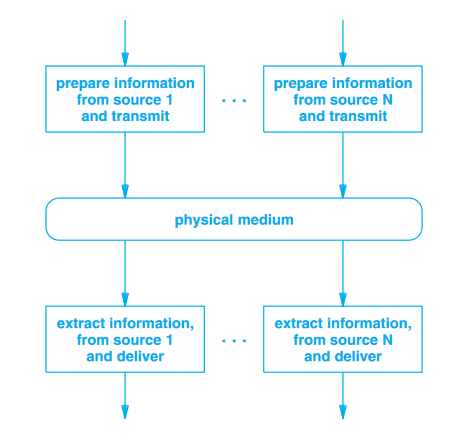 prepare information
from source 1
and transmit
. . .
prepare information
from source N
and transmit
physical medium
extract information,
from source 1
and deliver
. . .
extract information,
from source N
and deliver